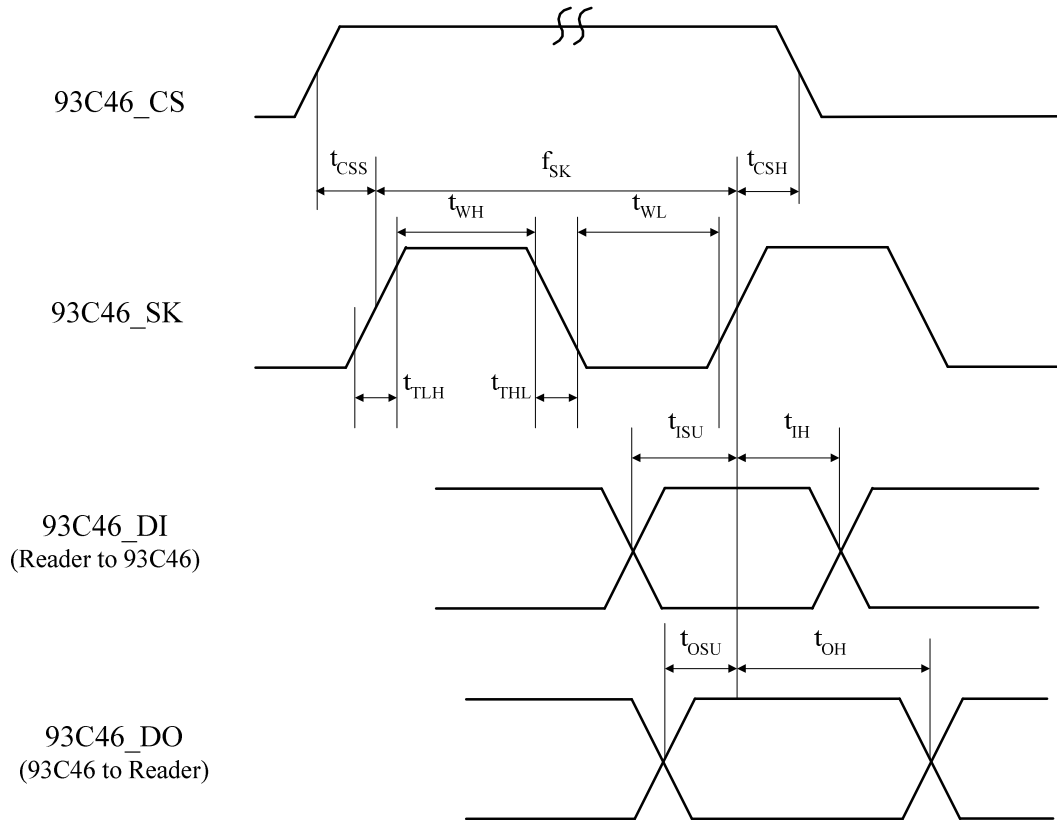 93C46_CS
tCSS
fSK
tCSH
tWH
tWL
93C46_SK
tTLH
tTHL
tISU
tIH
93C46_DI
(Reader to 93C46)
tOSU
tOH
93C46_DO
(93C46 to Reader)